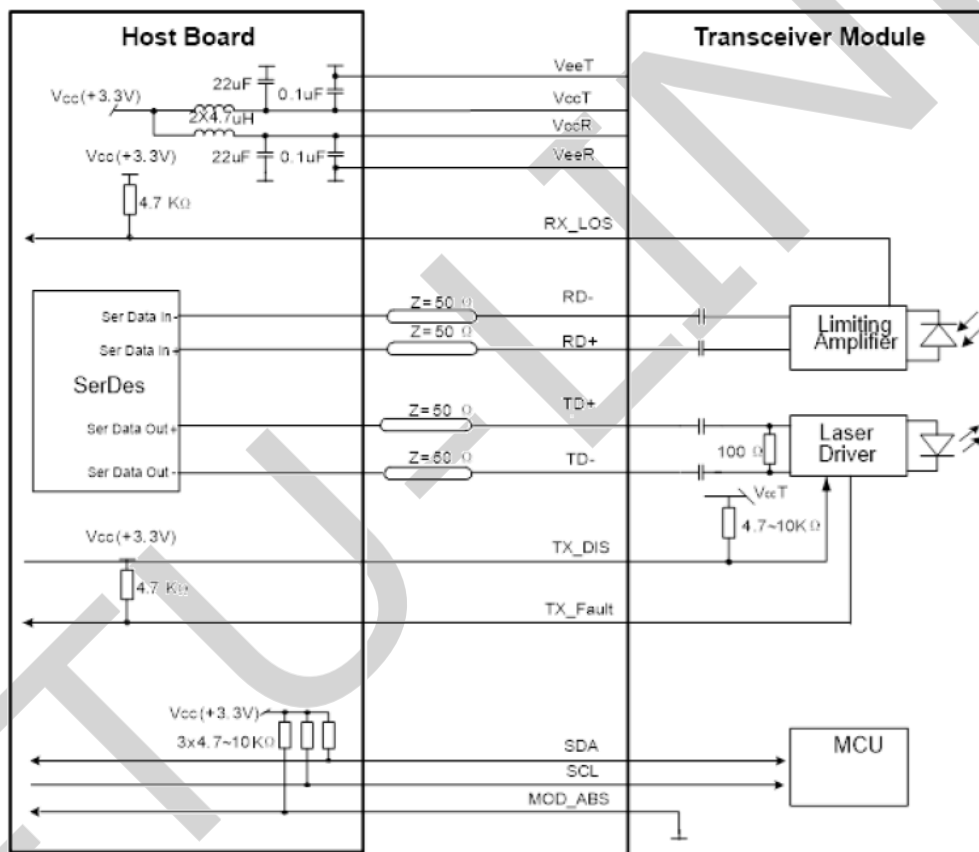 Host Board
Transceiver Module
VeeT
22uF
0.1uF
Vcc(+3.3V)
VccT
2X4.7uH
VccR
Vcc(+3.3V)
22uF
0.1uF
VeeR
4.7 KΩ
RX_LOS
Z=50 Ω
RD-
Ser Data In-
Z=50 Ω
RD+
Limiting
Amplifier
Ser Data In+
SerDes
Z=50 Ω
TD+
Ser Data Out+
100 Ω
Laser
Driver
Z=50 Ω
TD-
Ser Data Out-
VccT
4.7~10KΩ
Vcc(+3.3V)
TX_DIS
4.7 KΩ
TX_Fault
Vcc(+3.3V)
3x4.7~10KΩ
SDA
MCU
SCL
MOD_ABS
ETU-LIN